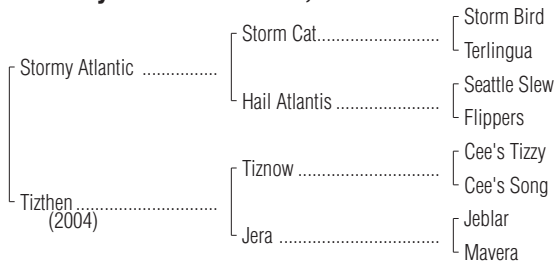 Storm Bird
Storm Cat
Terlingua
Stormy Atlantic
Seattle Slew
Hail Atlantis
Flippers
Cee's Tizzy
Tiznow
Cee's Song
Tizthen
(2004)
Jeblar
Jera
Mavera